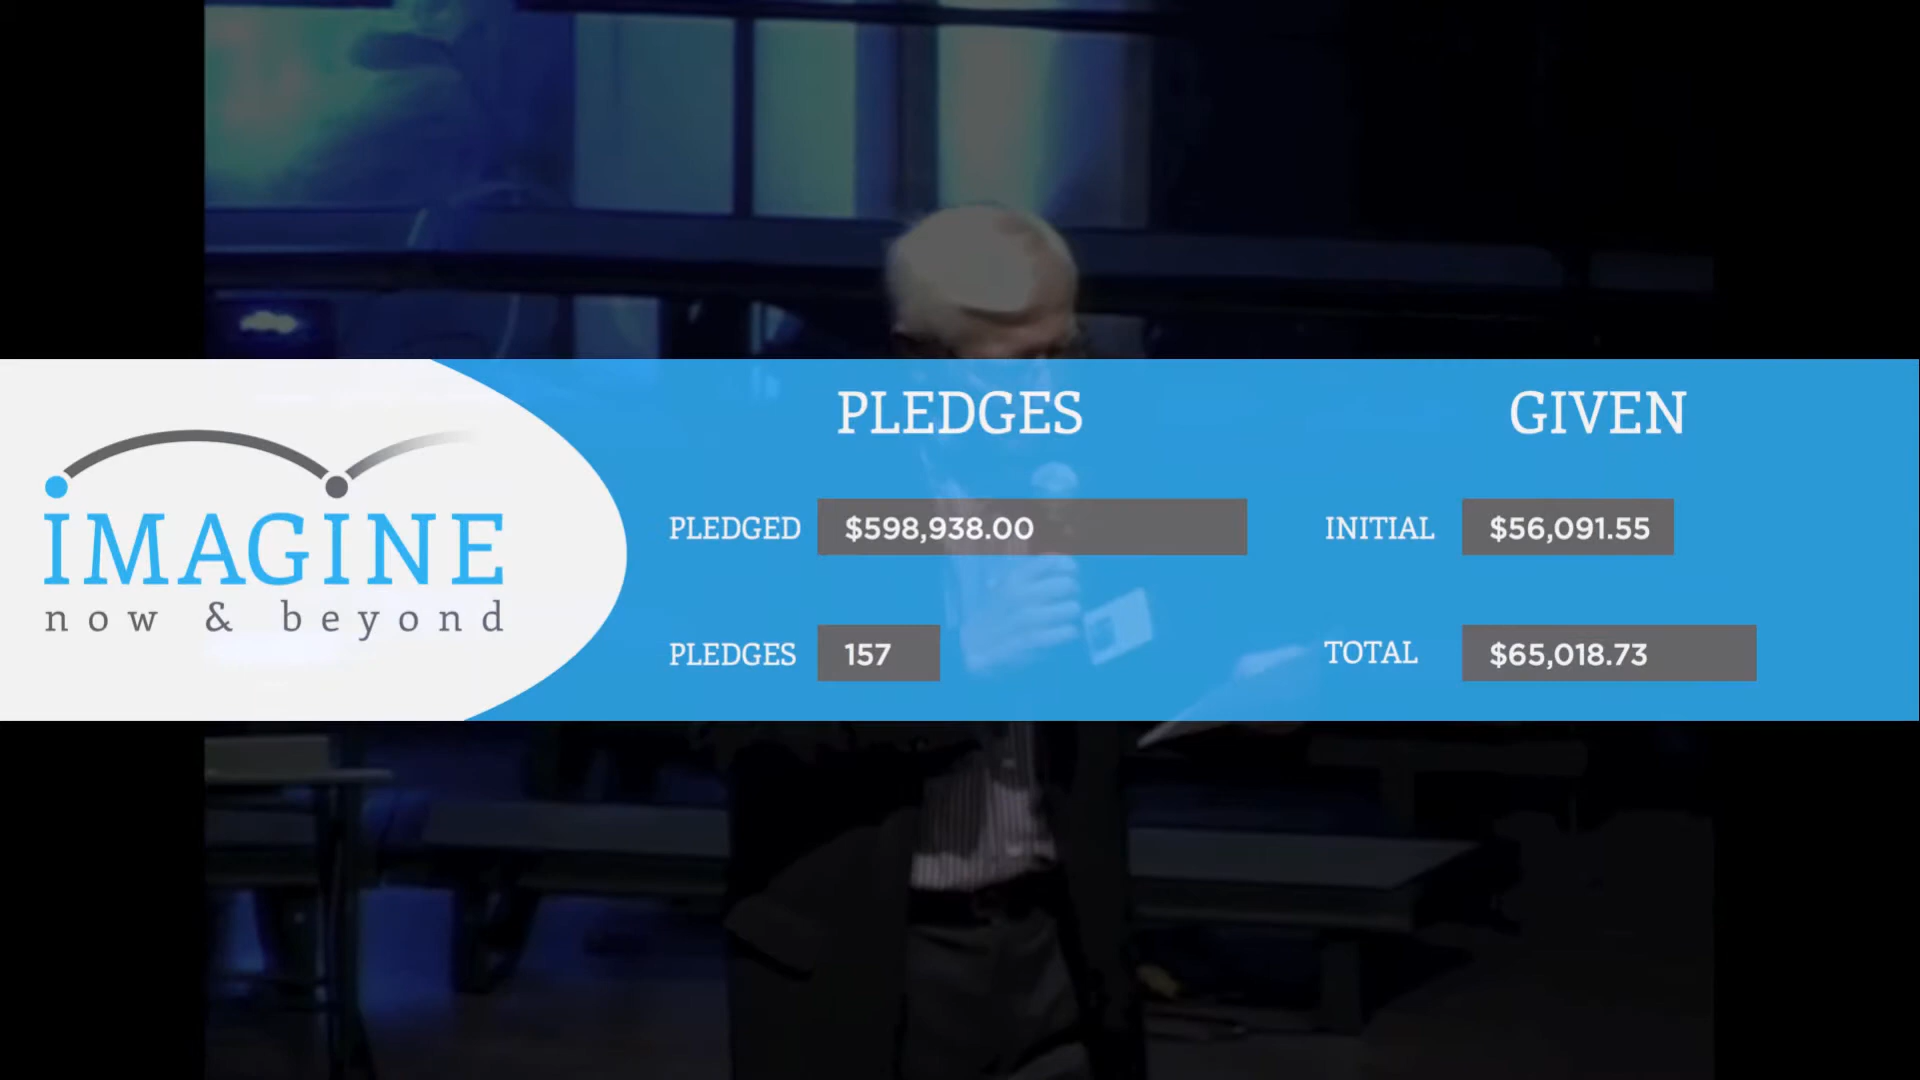 IMAGINE
now & beyond
PLEDGES
PLEDGED $598,938.00
PLEDGES 157
GIVEN
INITIAL $56,091.55
TOTAL $65,018.73